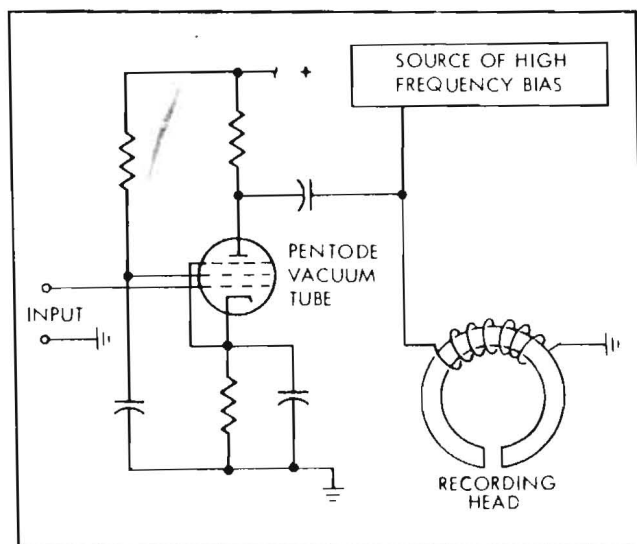 +
SOURCE OF HIGH
FREQUENCY BIAS
PENTODE
VACUUM
TUBE
INPUT
RECORDING
HEAD